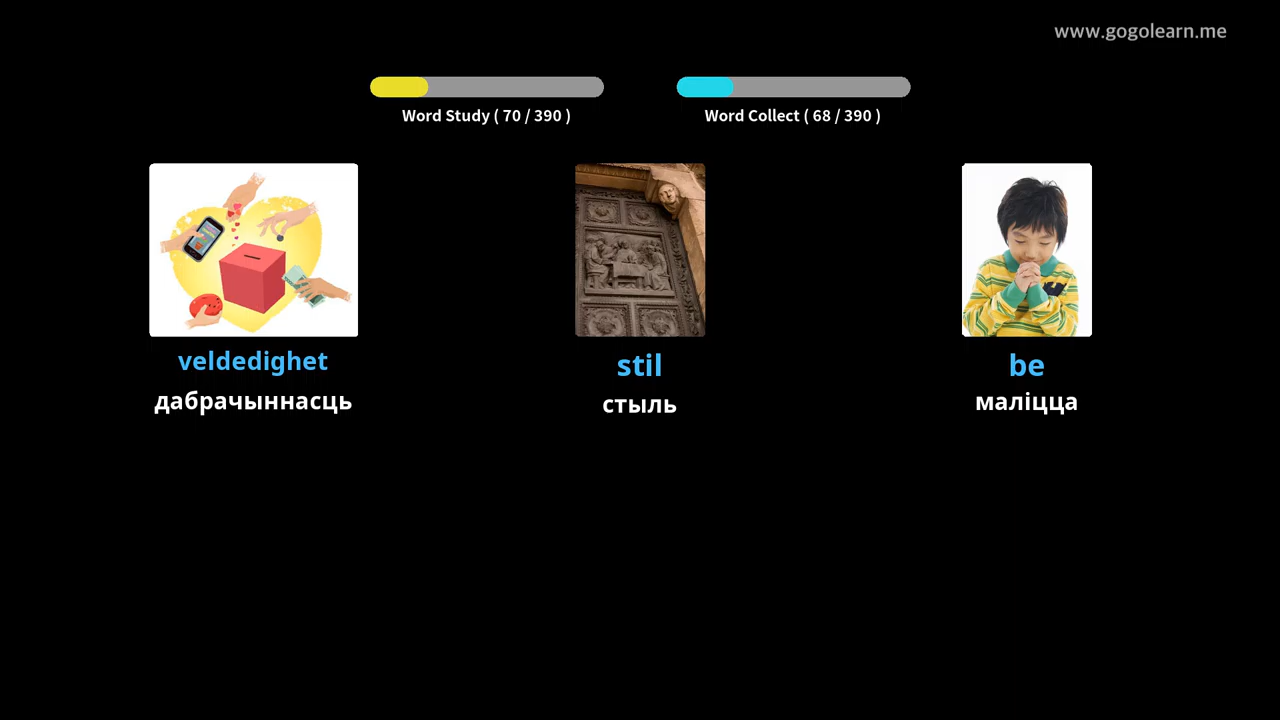 www.gogolearn.me
Word Study ( 70 / 390 )
Word Collect ( 68 / 390 )
veldedighet
дабрачыннасць
stil
стыль
be
маліцца